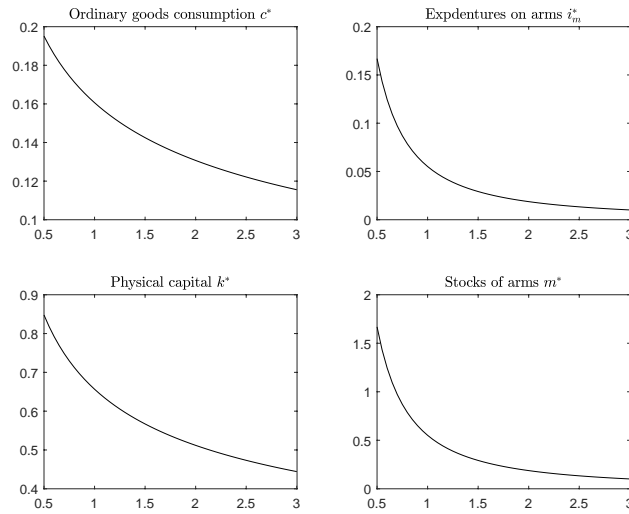 Ordinary goods consumption c*
0.2
0.18
0.16
0.14
0.12
0.1
0.5 1 1.5 2 2.5 3
Expdentures on arms i*m
0.2
0.15
0.1
0.05
0
0.5 1 1.5 2 2.5 3
Physical capital k*
0.9
0.8
0.7
0.6
0.5
0.4
0.5 1 1.5 2 2.5 3
Stocks of arms m*
2
1.5
1
0.5
0
0.5 1 1.5 2 2.5 3